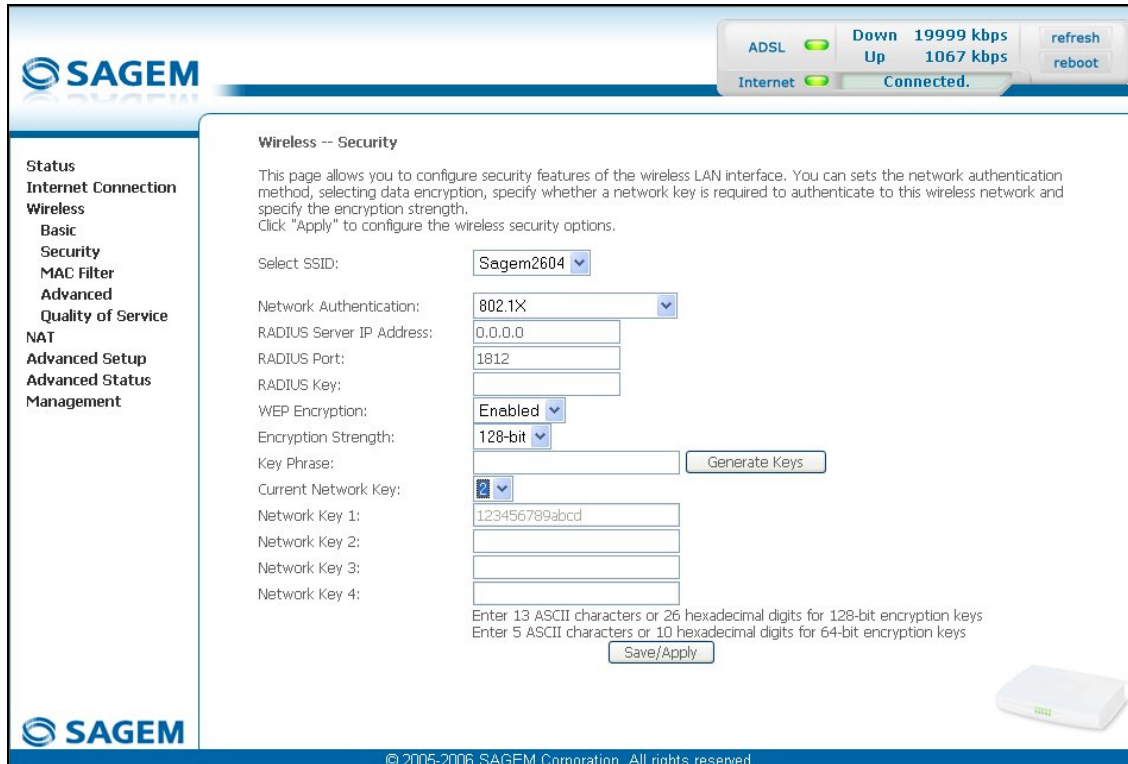 SAGEM
ADSL Down 19999 kbps
Up 1067 kbps
Internet Connected.
refresh
reboot
Status
Internet Connection
Wireless
Basic
Security
MAC Filter
Advanced
Quality of Service
NAT
Advanced Setup
Advanced Status
Management
Wireless -- Security
This page allows you to configure security features of the wireless LAN interface. You can sets the network authentication
method, selecting data encryption, specify whether a network key is required to authenticate to this wireless network and
specify the encryption strength.
Click "Apply" to configure the wireless security options.
Select SSID: Sagem2604
Network Authentication: 802.1X
RADIUS Server IP Address: 0.0.0.0
RADIUS Port: 1812
RADIUS Key:
WEP Encryption: Enabled
Encryption Strength: 128-bit
Key Phrase: Generate Keys
Current Network Key: 2
Network Key 1: 123456789abcd
Network Key 2:
Network Key 3:
Network Key 4:
Enter 13 ASCII characters or 26 hexadecimal digits for 128-bit encryption keys
Enter 5 ASCII characters or 10 hexadecimal digits for 64-bit encryption keys
Save/Apply
SAGEM
© 2005-2006 SAGEM Corporation. All rights reserved.